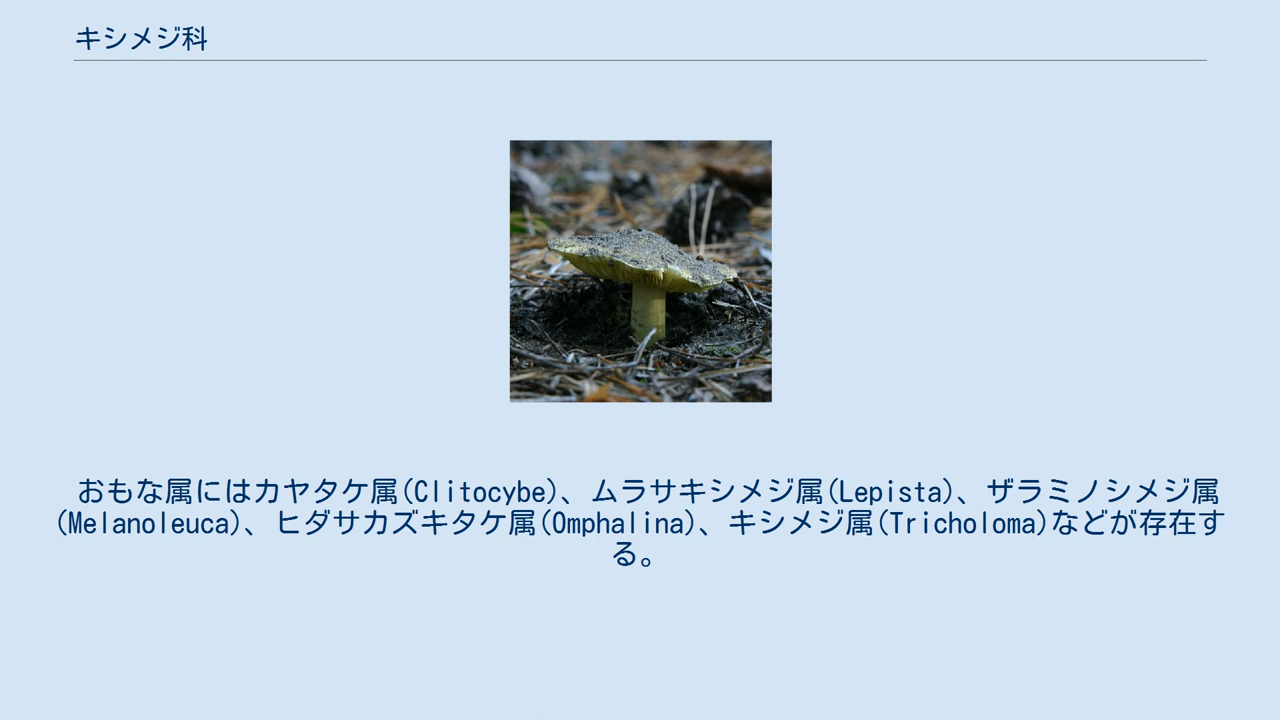 キシメジ科
おもな属にはカヤタケ属(Clitocybe)、ムラサキシメジ属(Lepista)、ザラミノシメジ属
(Melanoleuca)、ヒダサカズキタケ属(Omphalina)、キシメジ属(Tricholoma)などが存在す
る。